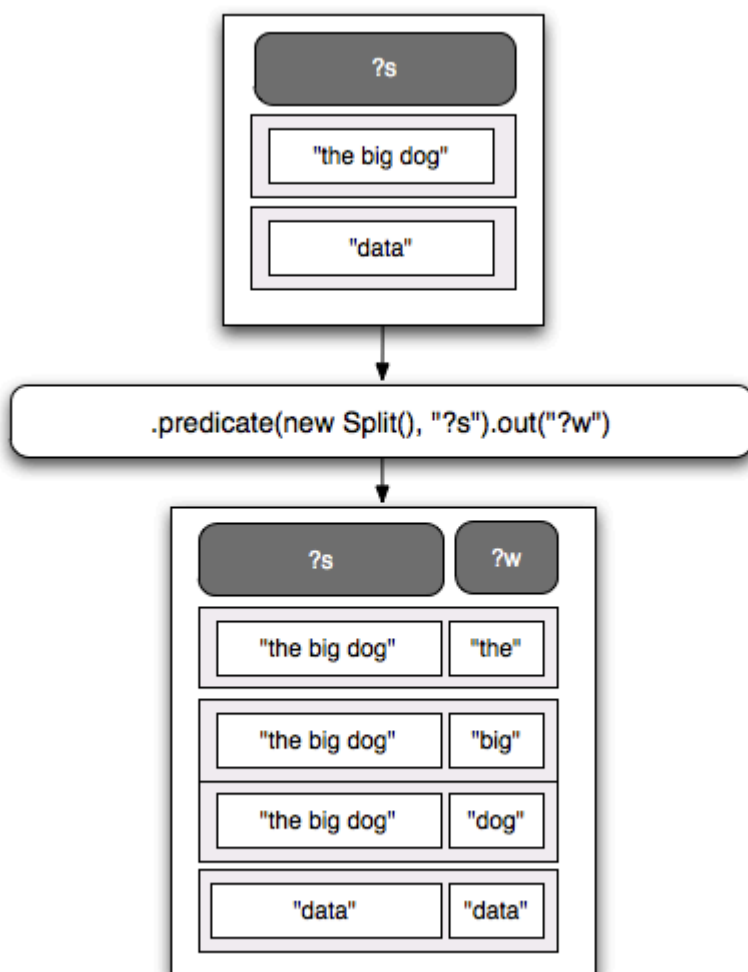 ?s
"the big dog"
"data"
.predicate(new Split(), "?s").out("?w")
?s ?w
"the big dog" "the"
"the big dog" "big"
"the big dog" "dog"
"data" "data"